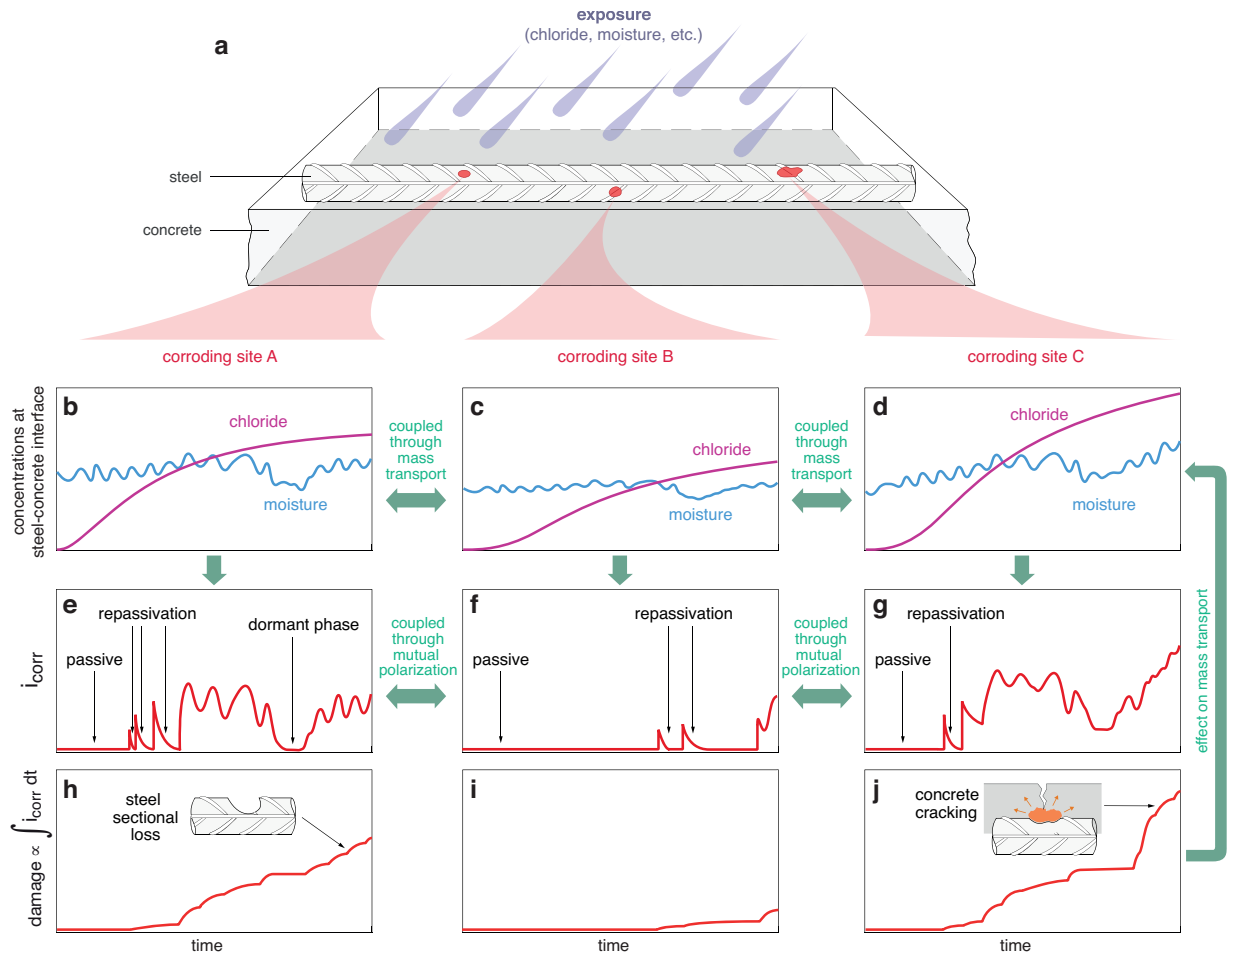 exposure
(chloride, moisture, etc.)
a
steel
concrete
corroding site A
corroding site B
corroding site C
concentrations at
steel-concrete interface
b
chloride
moisture
coupled
through
mass
transport
c
chloride
moisture
coupled
through
mass
transport
d
chloride
moisture
i corr
e
repassivation
passive
dormant phase
coupled
through
mutual
polarization
f
repassivation
passive
coupled
through
mutual
polarization
g
repassivation
passive
effect on mass transport
damage ∝ ∫ i corr dt
h
steel
sectional
loss
i
j
concrete
cracking
time
time
time